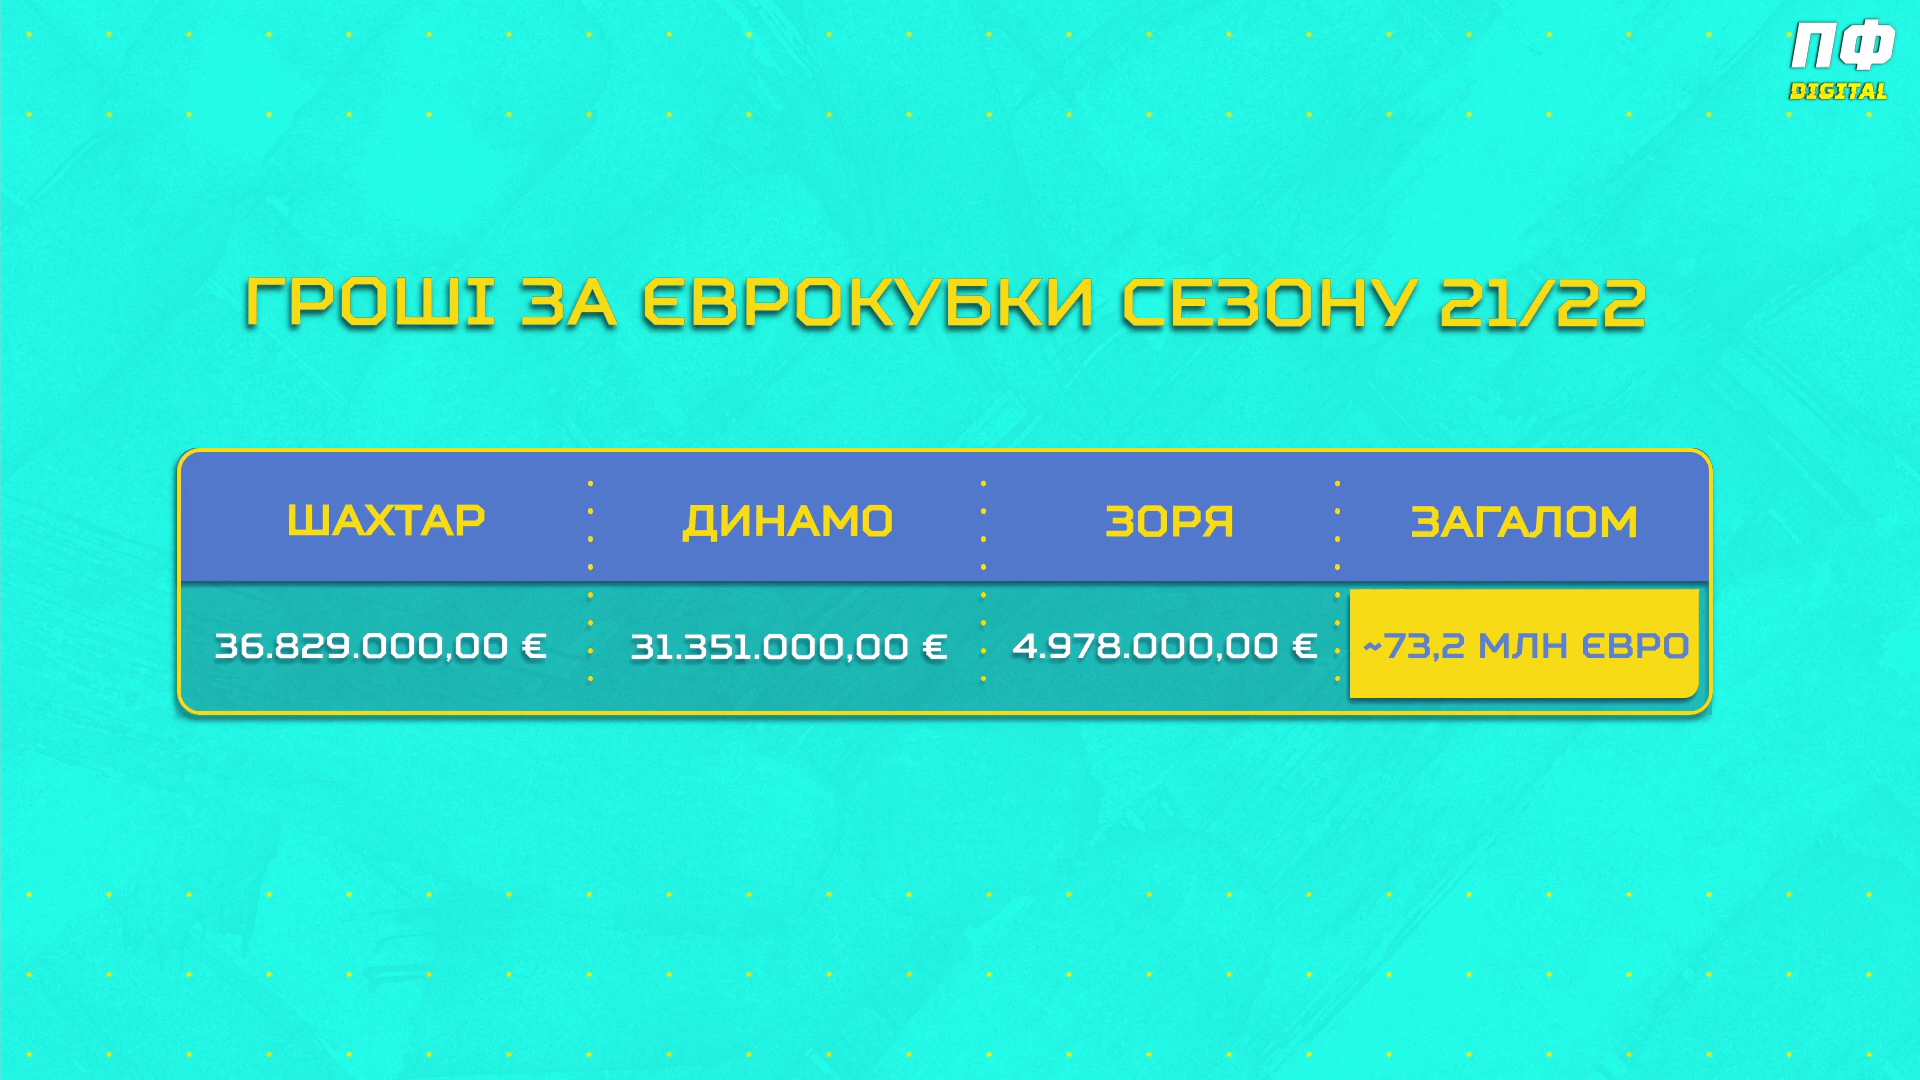 ПФ
DIGITAL
ГРОШІ ЗА ЄВРОКУБКИ СЕЗОНУ 21/22
ШАХТАР ДИНАМО ЗОРЯ ЗАГАЛОМ
36.829.000,00 € 31.351.000,00 € 4.978.000,00 € ~73,2 МЛН ЄВРО